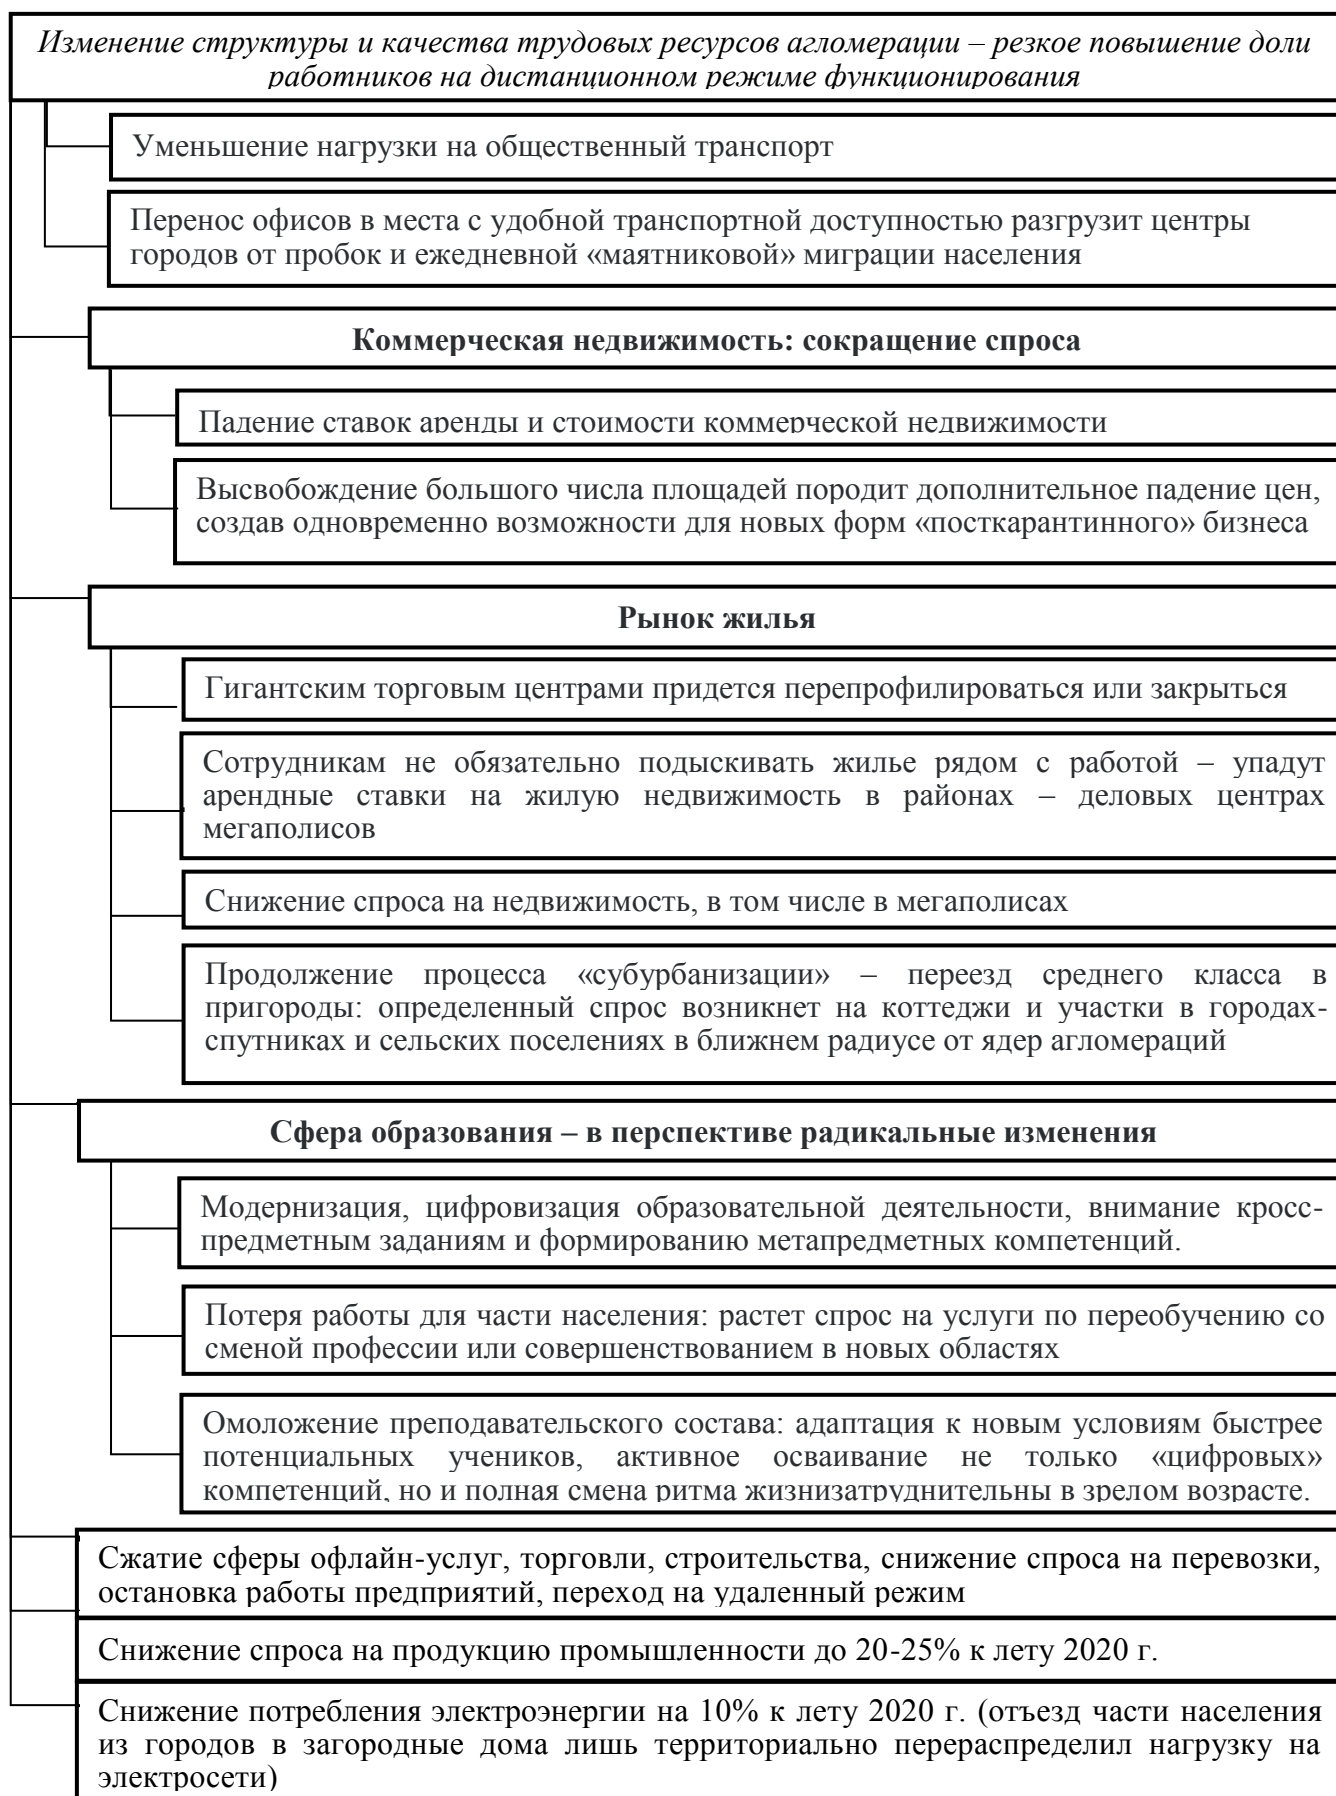 Изменение структуры и качества трудовых ресурсов агломерации – резкое повышение доли
работников на дистанционном режиме функционирования
Уменьшение нагрузки на общественный транспорт
Перенос офисов в места с удобной транспортной доступностью разгрузит центры
городов от пробок и ежедневной «маятниковой» миграции населения
Коммерческая недвижимость: сокращение спроса
Падение ставок аренды и стоимости коммерческой недвижимости
Высвобождение большого числа площадей породит дополнительное падение цен,
создав одновременно возможности для новых форм «посткарантинного» бизнеса
Рынок жилья
Гигантским торговым центрами придется перепрофилироваться или закрыться
Сотрудникам не обязательно подыскивать жилье рядом с работой – упадут
арендные ставки на жилую недвижимость в районах – деловых центрах
мегаполисов
Снижение спроса на недвижимость, в том числе в мегаполисах
Продолжение процесса «субурбанизации» – переезд среднего класса в
пригороды: определенный спрос возникнет на коттеджи и участки в городах-
спутниках и сельских поселениях в ближнем радиусе от ядер агломераций
Сфера образования – в перспективе радикальные изменения
Модернизация, цифровизация образовательной деятельности, внимание кросс-
предметным заданиям и формированию метапредметных компетенций.
Потеря работы для части населения: растет спрос на услуги по переобучению со
сменой профессии или совершенствованием в новых областях
Омоложение преподавательского состава: адаптация к новым условиям быстрее
потенциальных учеников, активное осваивание не только «цифровых»
компетенций, но и полная смена ритма жизнизатруднительны в зрелом возрасте.
Сжатие сферы офлайн-услуг, торговли, строительства, снижение спроса на перевозки,
остановка работы предприятий, переход на удаленный режим
Снижение спроса на продукцию промышленности до 20-25% к лету 2020 г.
Снижение потребления электроэнергии на 10% к лету 2020 г. (отъезд части населения
из городов в загородные дома лишь территориально перераспределил нагрузку на
электросети)